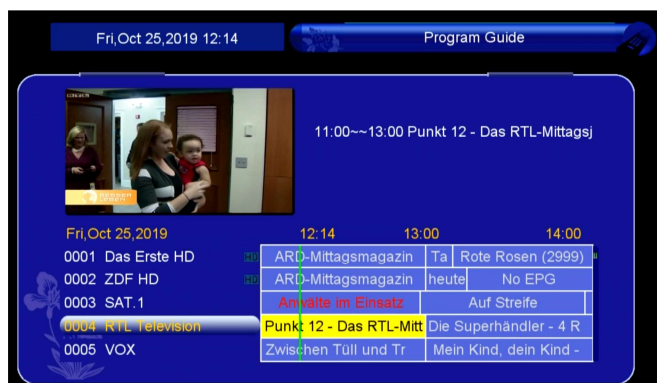 Fri,Oct 25,2019 12:14 Program Guide
11:00~~13:00 Punkt 12 - Das RTL-Mittagsj
Fri,Oct 25,2019 12:14 13:00 14:00
0001 Das Erste HD HD ARD-Mittagsmagazin Ta Rote Rosen (2999)
0002 ZDF HD HD ARD-Mittagsmagazin heute No EPG
0003 SAT.1 Anwälte im Einsatz Auf Streife
0004 RTL Television Punkt 12 - Das RTL-Mitt Die Superhändler - 4 R
0005 VOX Zwischen Tüll und Tr Mein Kind, dein Kind -